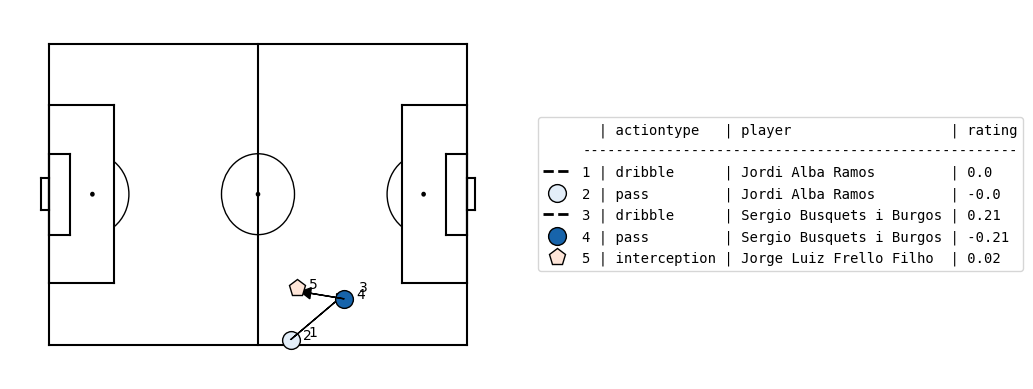 | actiontype | player | rating
----------------------------------------------------
1 | dribble | Jordi Alba Ramos | 0.0
2 | pass | Jordi Alba Ramos | -0.0
3 | dribble | Sergio Busquets i Burgos | 0.21
4 | pass | Sergio Busquets i Burgos | -0.21
5 | interception | Jorge Luiz Frello Filho | 0.02
5
3
4
1
2